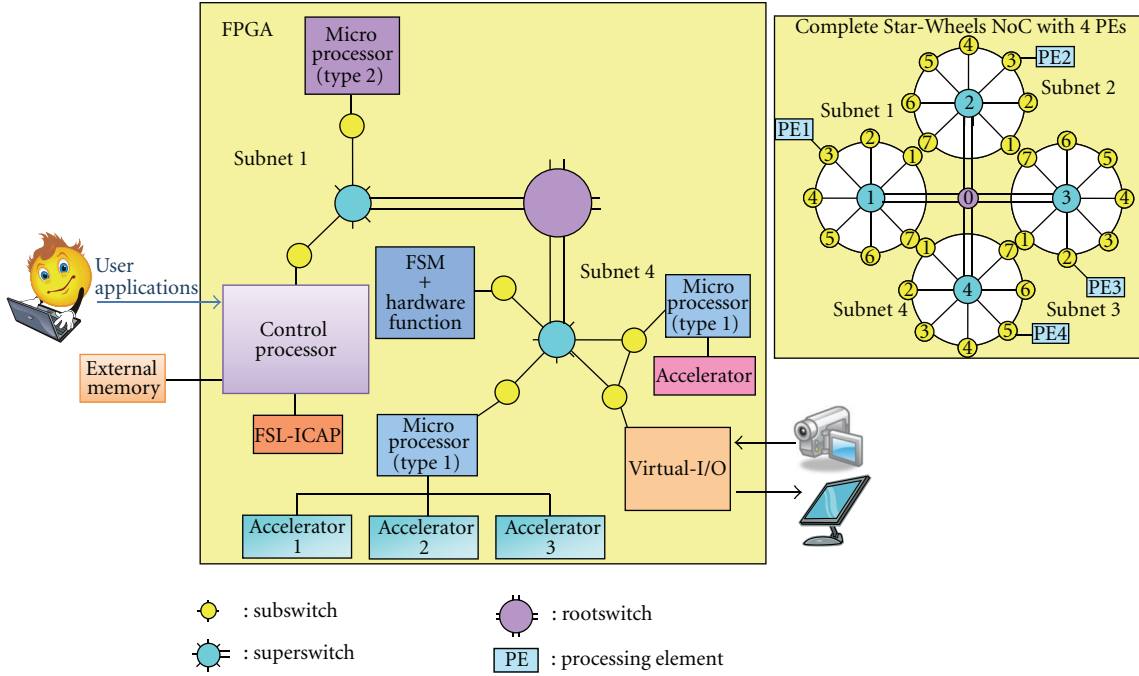 FPGA
Micro
processor
(type 2)
Subnet 1
User
applications
Control
processor
External
memory
FSL-ICAP
FSM
+
hardware
function
Subnet 4
Micro
processor
(type 1)
Accelerator
Micro
processor
(type 1)
Virtual-I/O
Accelerator
1
Accelerator
2
Accelerator
3
Complete Star-Wheels NoC with 4 PEs
4
5
3
PE2
6
2
2
Subnet 2
7
1
Subnet 1
PE1
2
3
1
4
1
5
6
7
0
7
6
5
3
4
1
2
3
PE3
Subnet 3
1
7
2
4
6
Subnet 4
3
5
PE4
4
: subswitch
: superswitch
: rootswitch
PE
: processing element